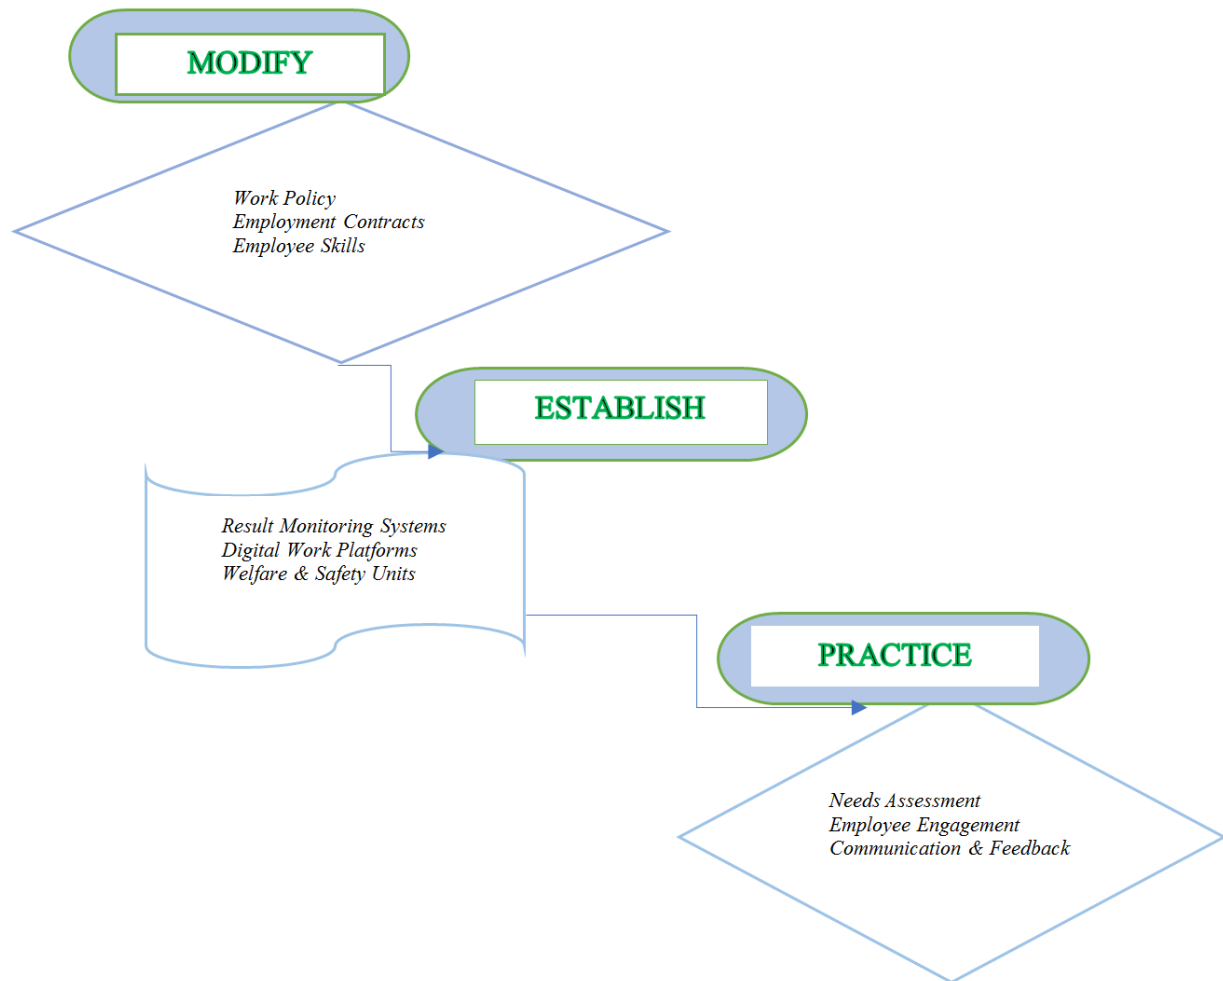 MODIFY
Work Policy
Employment Contracts
Employee Skills
ESTABLISH
Result Monitoring Systems
Digital Work Platforms
Welfare & Safety Units
PRACTICE
Needs Assessment
Employee Engagement
Communication & Feedback